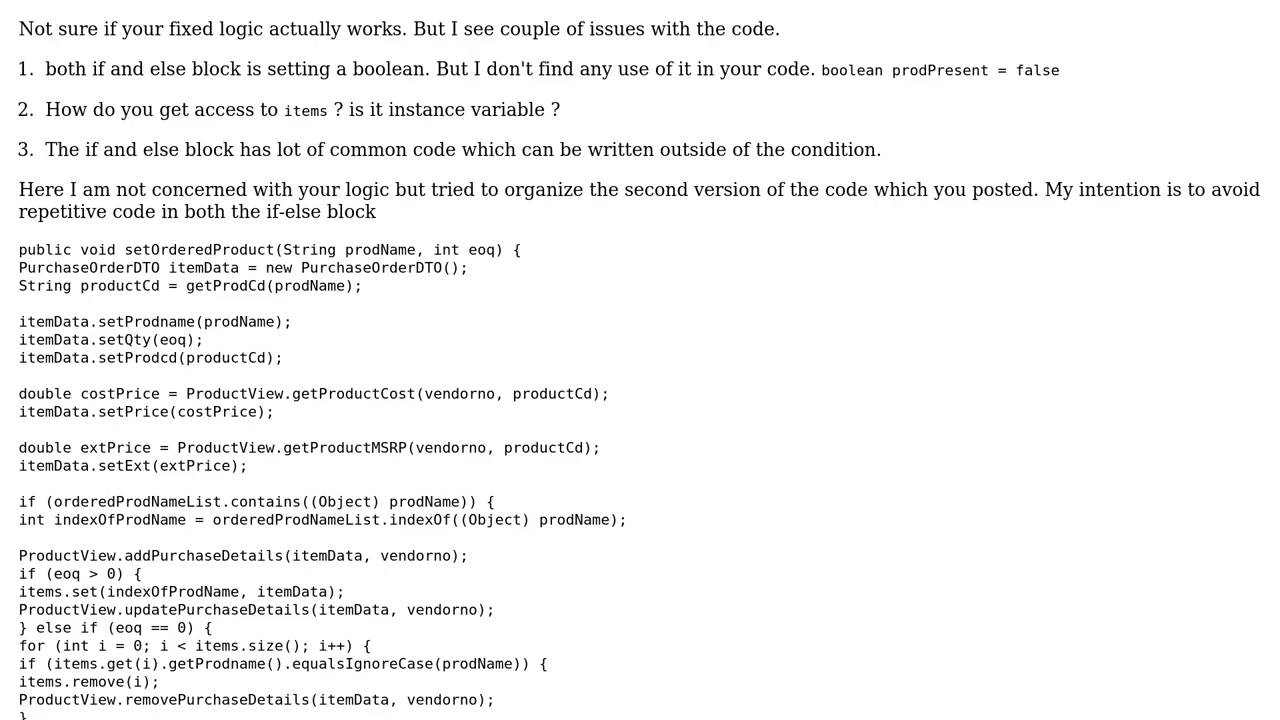 Not sure if your fixed logic actually works. But I see couple of issues with the code.
1. both if and else block is setting a boolean. But I don't find any use of it in your code. boolean prodPresent = false
2. How do you get access to items ? is it instance variable ?
3. The if and else block has lot of common code which can be written outside of the condition.
Here I am not concerned with your logic but tried to organize the second version of the code which you posted. My intention is to avoid
repetitive code in both the if-else block
public void setOrderedProduct(String prodName, int eoq) {
PurchaseOrderDTO itemData = new PurchaseOrderDTO();
String productCd = getProdCd(prodName);
itemData.setProdname(prodName);
itemData.setQty(eoq);
itemData.setProdcd(productCd);
double costPrice = ProductView.getProductCost(vendorno, productCd);
itemData.setPrice(costPrice);
double extPrice = ProductView.getProductMSRP(vendorno, productCd);
itemData.setExt(extPrice);
if (orderedProdNameList.contains((Object) prodName)) {
int indexOfProdName = orderedProdNameList.indexOf((Object) prodName);
ProductView.addPurchaseDetails(itemData, vendorno);
if (eoq > 0) {
items.set(indexOfProdName, itemData);
ProductView.updatePurchaseDetails(itemData, vendorno);
} else if (eoq == 0) {
for (int i = 0; i < items.size(); i++) {
if (items.get(i).getProdname().equalsIgnoreCase(prodName)) {
items.remove(i);
ProductView.removePurchaseDetails(itemData, vendorno);
}